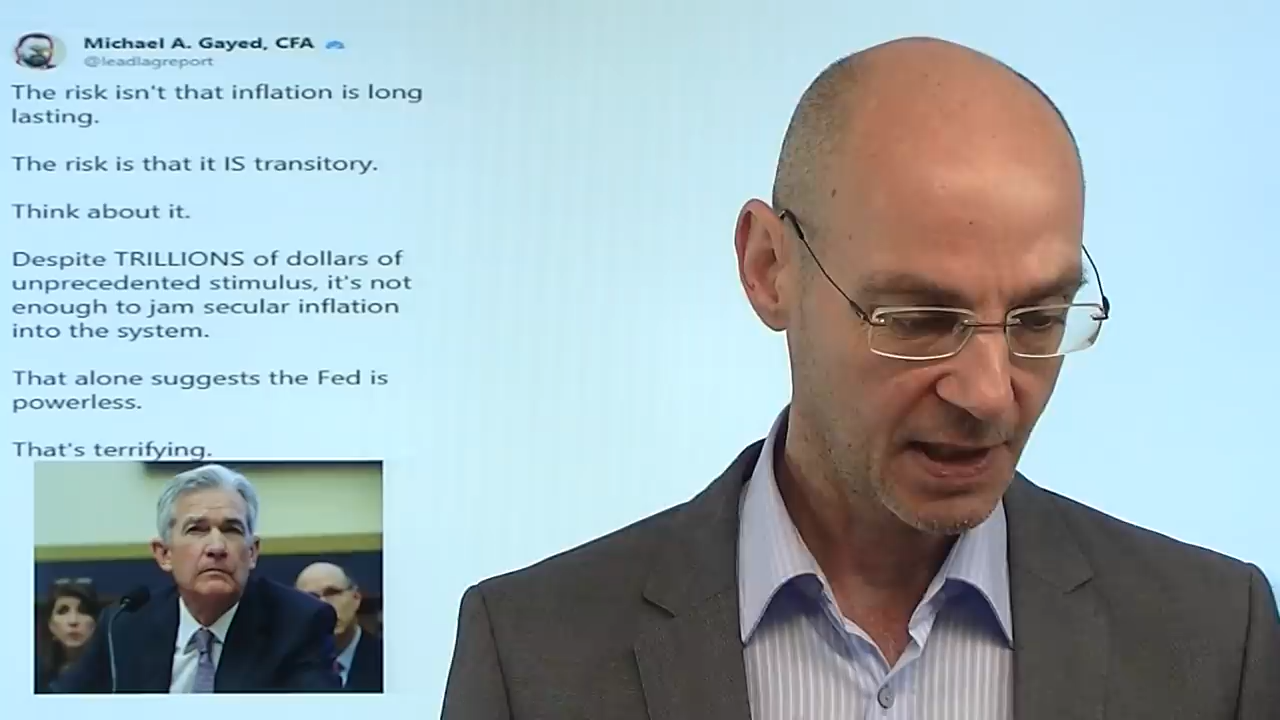 Michael A. Gayed, CFA
@leadlagreport
The risk isn't that inflation is long
lasting.
The risk is that it IS transitory.
Think about it.
Despite TRILLIONS of dollars of
unprecedented stimulus, it's not
enough to jam secular inflation
into the system.
That alone suggests the Fed is
powerless.
That's terrifying.